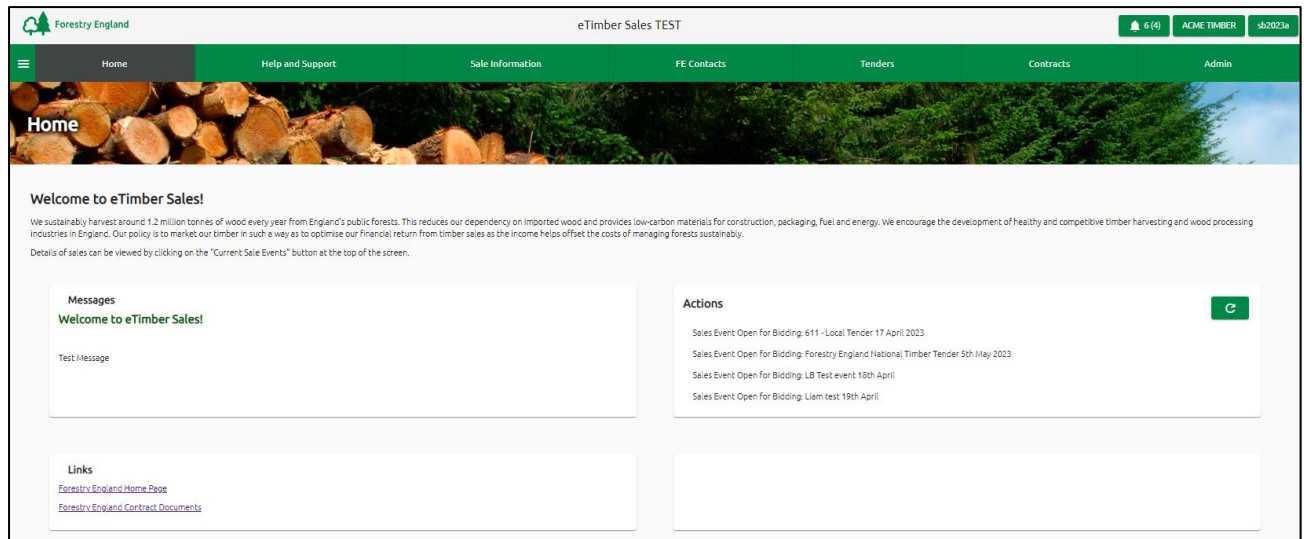 Forestry England
eTimber Sales TEST
6 (4)
ACME TIMBER
sb2023a
Home
Help and Support
Sale Information
FE Contacts
Tenders
Contracts
Admin
Home
Welcome to eTimber Sales!
We sustainably harvest around 1.2 million tonnes of wood every year from England's public forests. This reduces our dependency on imported wood and provides low-carbon materials for construction, packaging, fuel and energy. We encourage the development of healthy and competitive timber harvesting and wood processing
industries in England. Our policy is to market our timber in such a way as to optimise our financial return from timber sales as the income helps offset the costs of managing forests sustainably.
Details of sales can be viewed by clicking on the "Current Sale Events" button at the top of the screen.
Messages
Welcome to eTimber Sales!
Test Message
Actions
Sales Event Open for Bidding: 611 - Local Tender 17 April 2023
Sales Event Open for Bidding: Forestry England National Timber Tender 5th May 2023
Sales Event Open for Bidding: LB Test event 18th April
Sales Event Open for Bidding: Liam test 19th April
Links
Forestry England Home Page
Forestry England Contract Documents